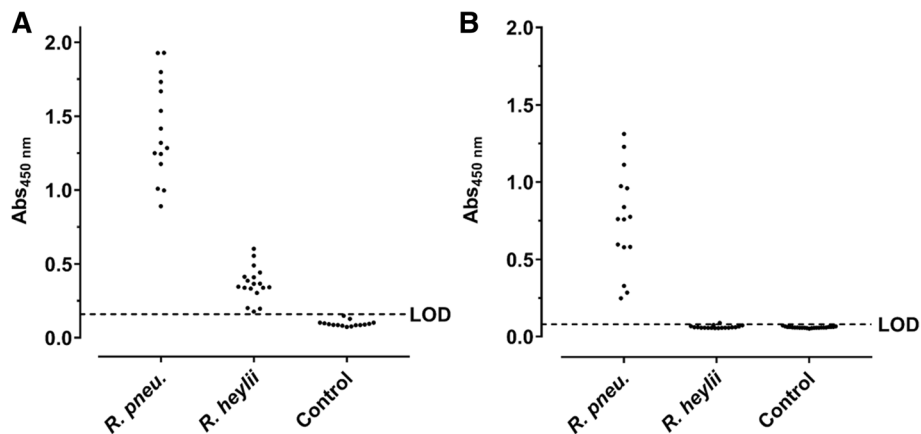 A
2.0
1.5
1.0
0.5
0.0
Abs450 nm
LOD
R. pneu.
R. heylii
Control
B
2.0
1.5
1.0
0.5
0.0
Abs450 nm
LOD
R. pneu.
R. heylii
Control